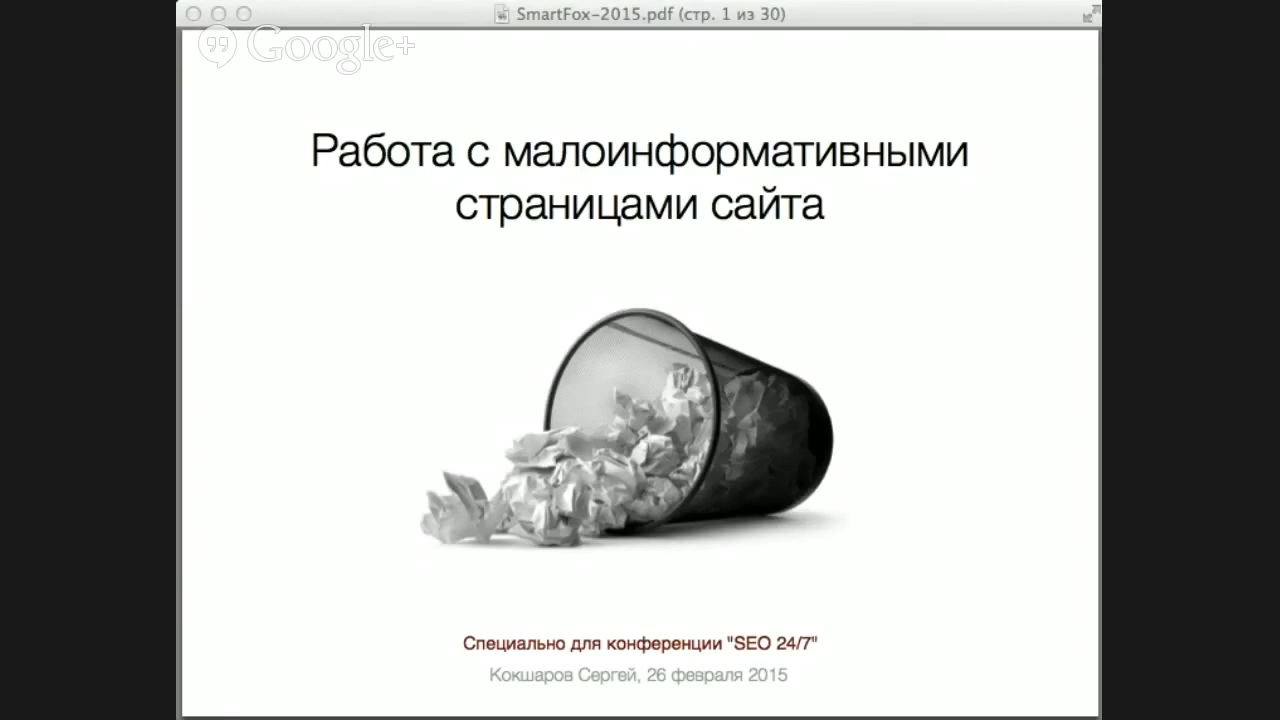 SmartFox-2015.pdf (стр. 1 из 30)
Google+
Работа с малоинформативными
страницами сайта
Специально для конференции "SEO 24/7"
Кокшаров Сергей, 26 февраля 2015